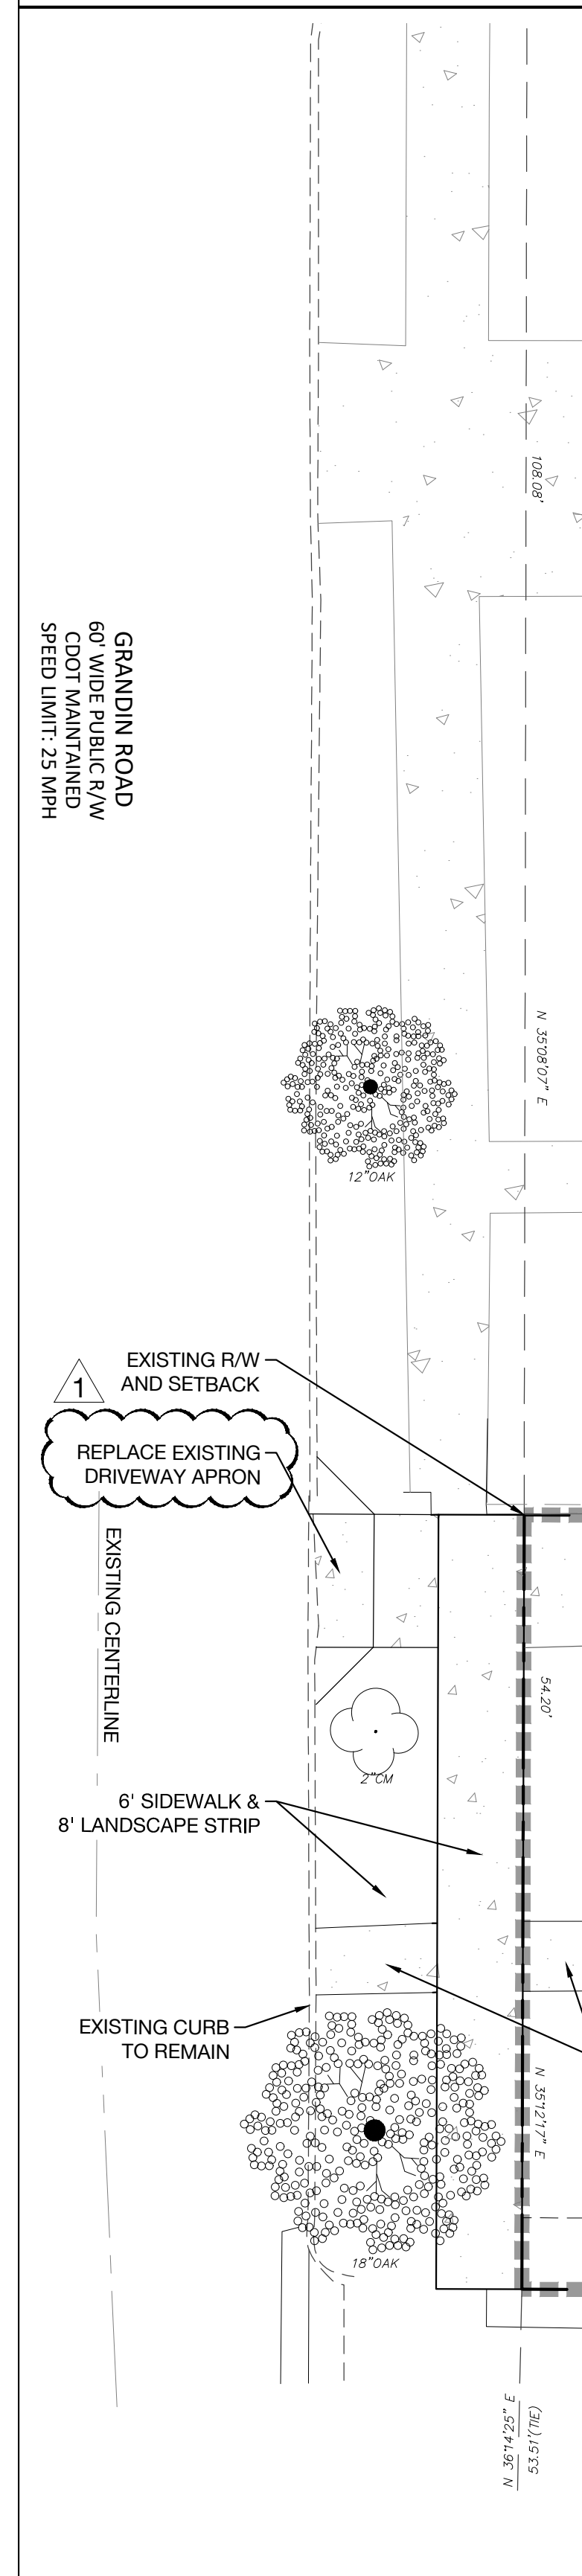 108.08'
GRANDIN ROAD
60' WIDE PUBLIC R/W
CDOT MAINTAINED
SPEED LIMIT: 25 MPH
N 35°08'07" E
12"OAK
EXISTING R/W
AND SETBACK
1
REPLACE EXISTING
DRIVEWAY APRON
EXISTING CENTERLINE
54.20'
2"CM
6' SIDEWALK &
8' LANDSCAPE STRIP
EXISTING CURB
TO REMAIN
N 35°12'17" E
18"OAK
N 36°14'25" E
53.51'(TIE)